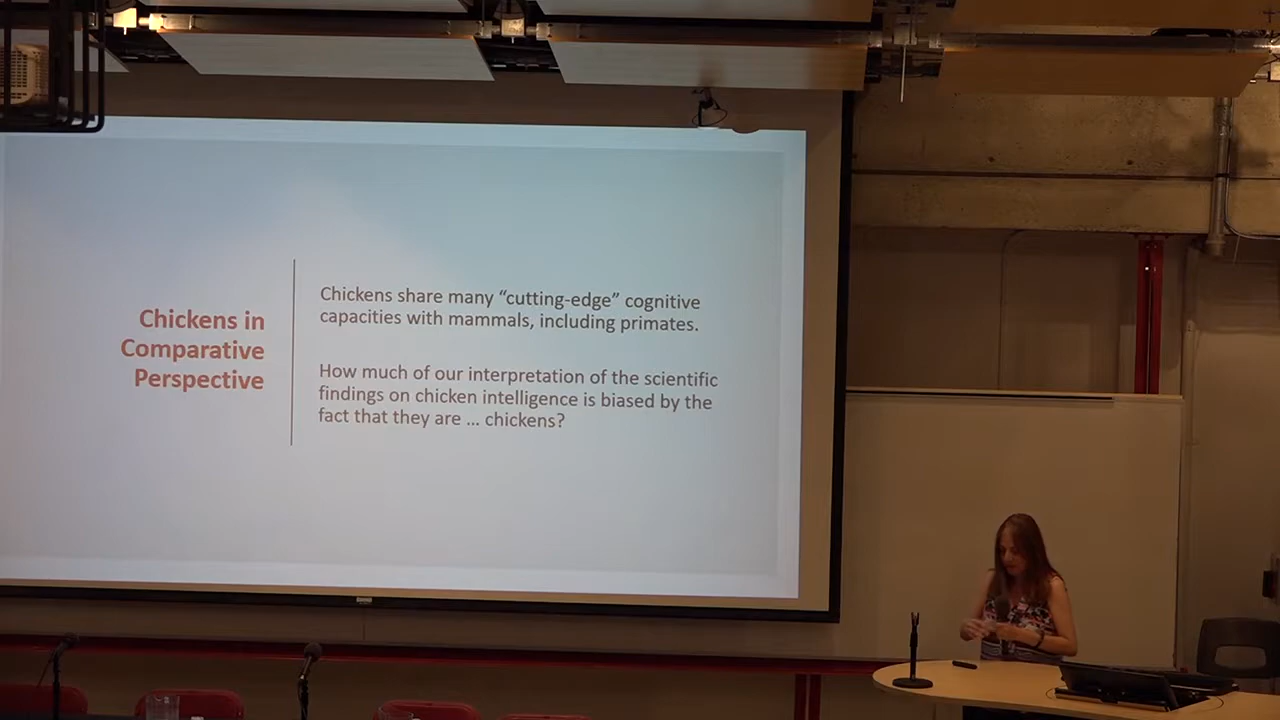 Chickens in
Comparative
Perspective
Chickens share many “cutting-edge” cognitive
capacities with mammals, including primates.
How much of our interpretation of the scientific
findings on chicken intelligence is biased by the
fact that they are ... chickens?